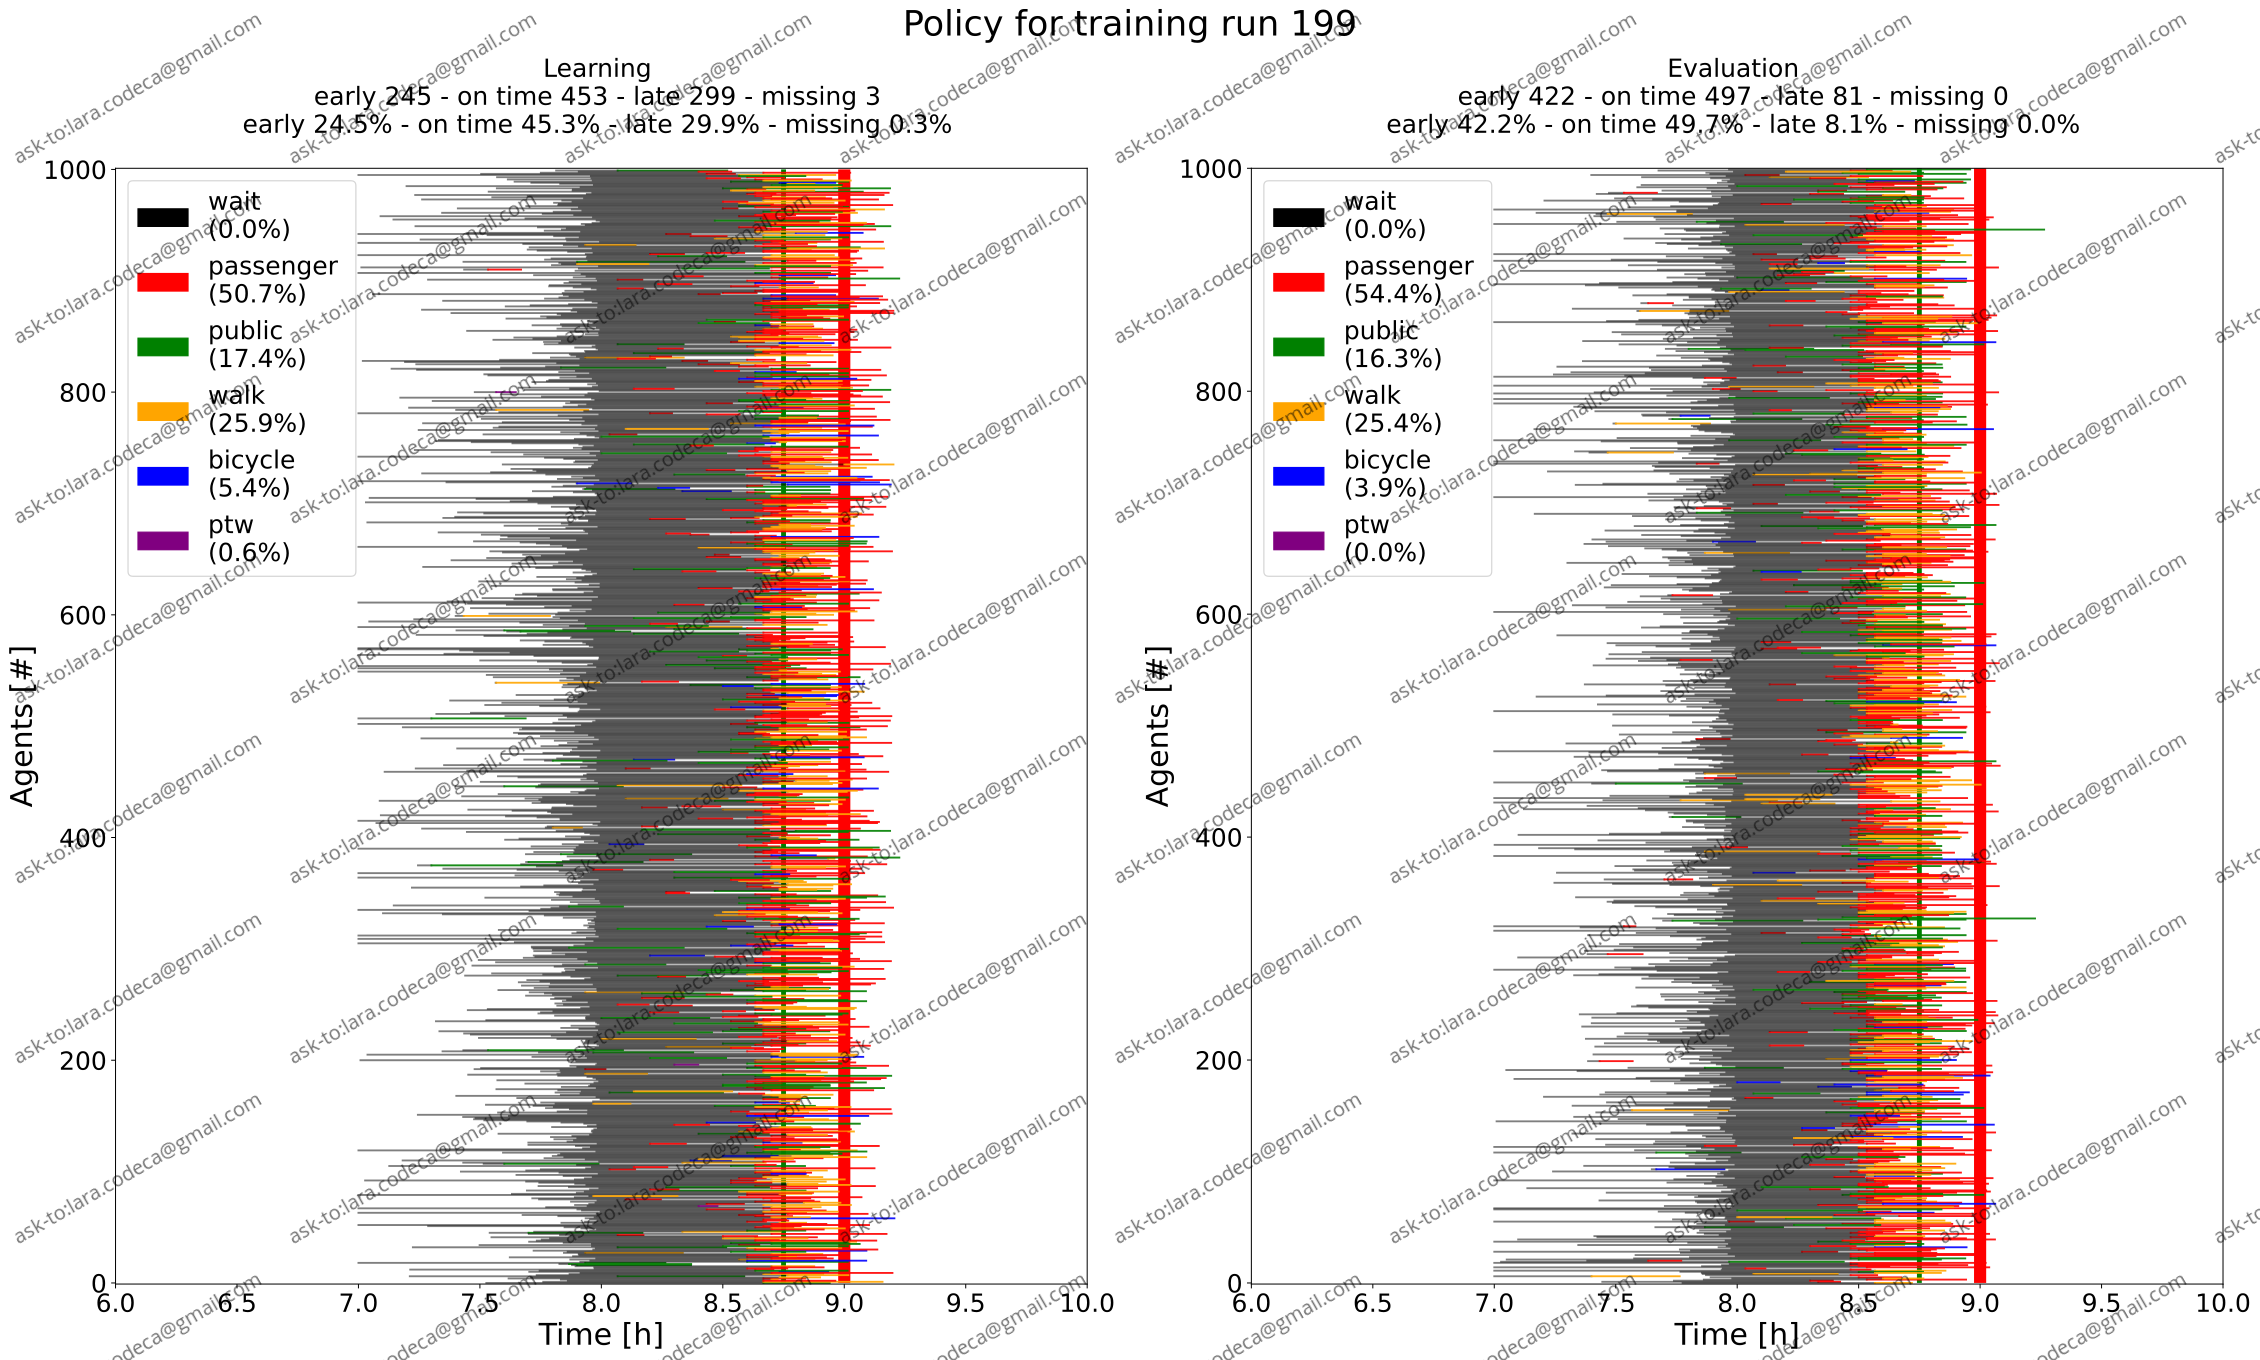 Policy for training run 199
Learning
early 245 - on time 453 - late 299 - missing 3
early 24.5% - on time 45.3% - late 29.9% - missing 0.3%
1000
800
600
400
200
0
Agents [#]
wait
(0.0%)
passenger
(50.7%)
public
(17.4%)
walk
(25.9%)
bicycle
(5.4%)
ptw
(0.6%)
6.0 6.5 7.0 7.5 8.0 8.5 9.0 9.5 10.0
Time [h]
Evaluation
early 422 - on time 497 - late 81 - missing 0
early 42.2% - on time 49.7% - late 8.1% - missing 0.0%
1000
800
600
400
200
0
Agents [#]
wait
(0.0%)
passenger
(54.4%)
public
(16.3%)
walk
(25.4%)
bicycle
(3.9%)
ptw
(0.0%)
6.0 6.5 7.0 7.5 8.0 8.5 9.0 9.5 10.0
Time [h]
ask-to:lara.codeca@gmail.com